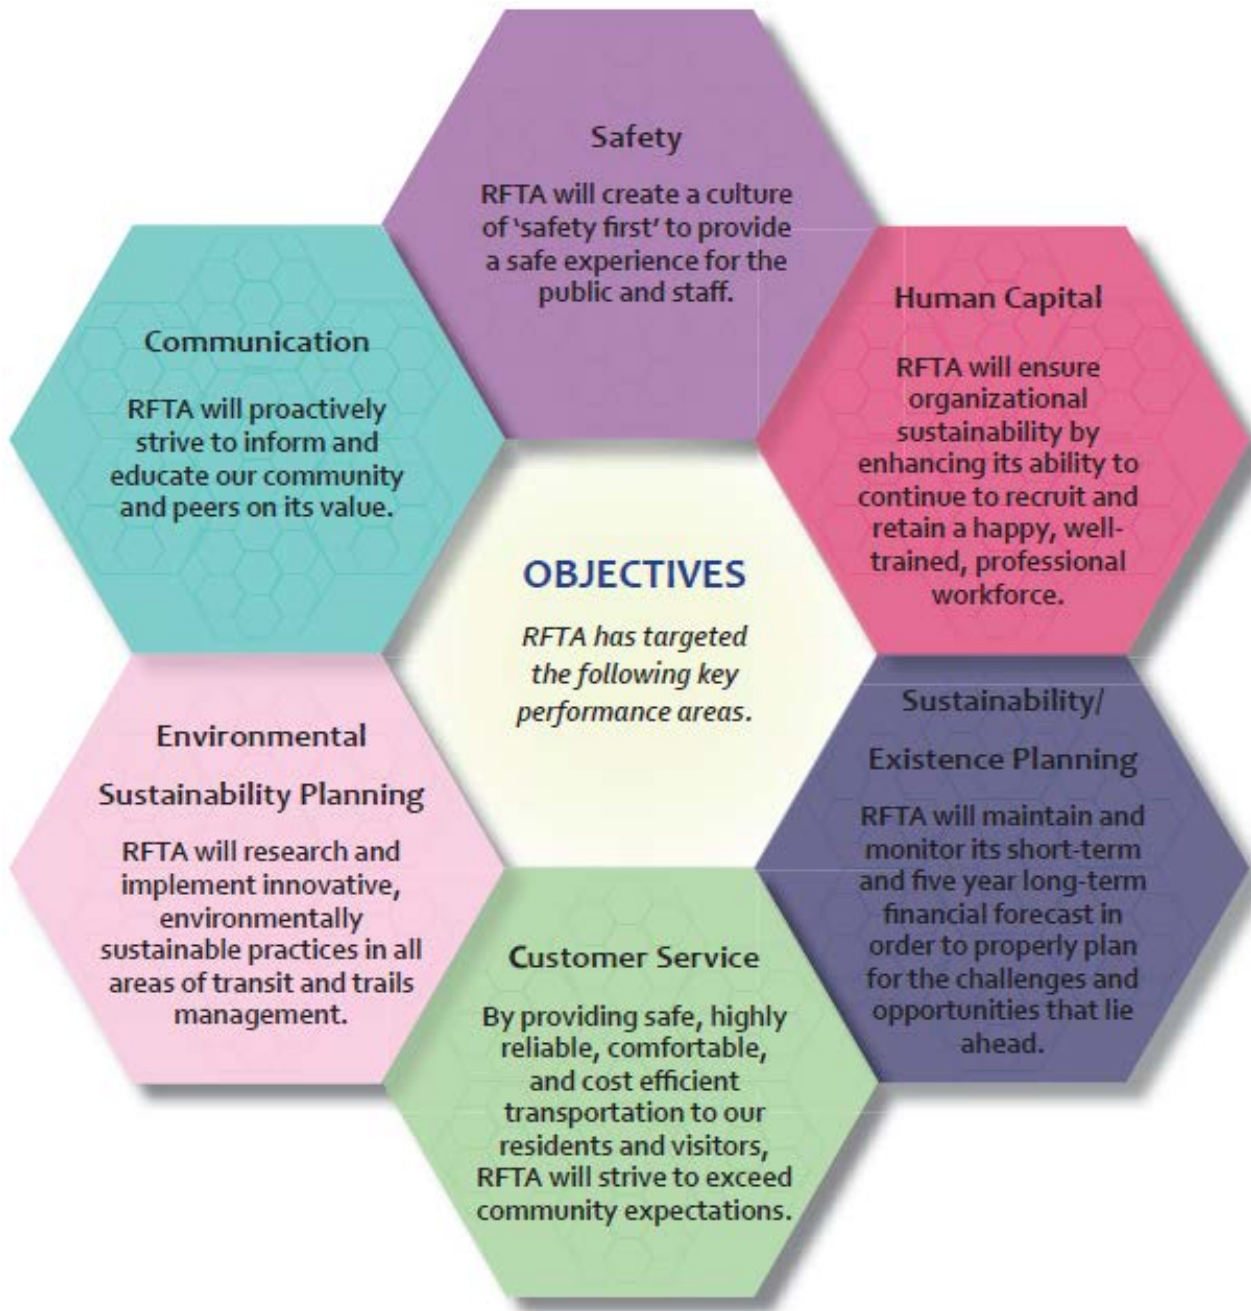 Safety
RFTA will create a culture
of ‘safety first’ to provide
a safe experience for the
public and staff.
Human Capital
RFTA will ensure
organizational
sustainability by
enhancing its ability to
continue to recruit and
retain a happy, well-
trained, professional
workforce.
Communication
RFTA will proactively
strive to inform and
educate our community
and peers on its value.
OBJECTIVES
RFTA has targeted
the following key
performance areas.
Sustainability/
Existence Planning
RFTA will maintain and
monitor its short-term
and five year long-term
financial forecast in
order to properly plan
for the challenges and
opportunities that lie
ahead.
Environmental
Sustainability Planning
RFTA will research and
implement innovative,
environmentally
sustainable practices in all
areas of transit and trails
management.
Customer Service
By providing safe, highly
reliable, comfortable,
and cost efficient
transportation to our
residents and visitors,
RFTA will strive to exceed
community expectations.